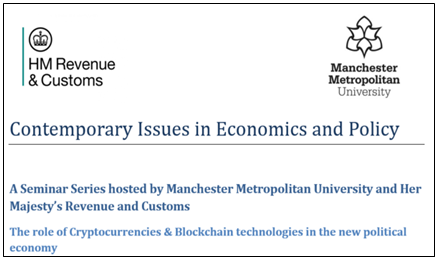 HM Revenue
& Customs
Manchester
Metropolitan
University
Contemporary Issues in Economics and Policy
A Seminar Series hosted by Manchester Metropolitan University and Her
Majesty's Revenue and Customs
The role of Cryptocurrencies & Blockchain technologies in the new political
economy